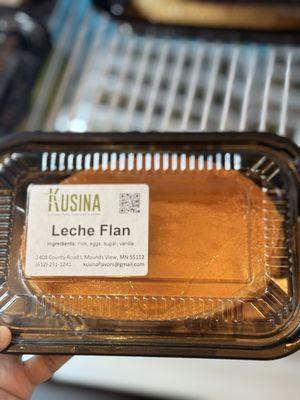 KUSINA
Leche Flan
Ingredients: milk, eggs, sugar, vanilla
2408 County Road I, Mounds View, MN 55112
(612) 251-1241 kusinaflavors@gmail.com